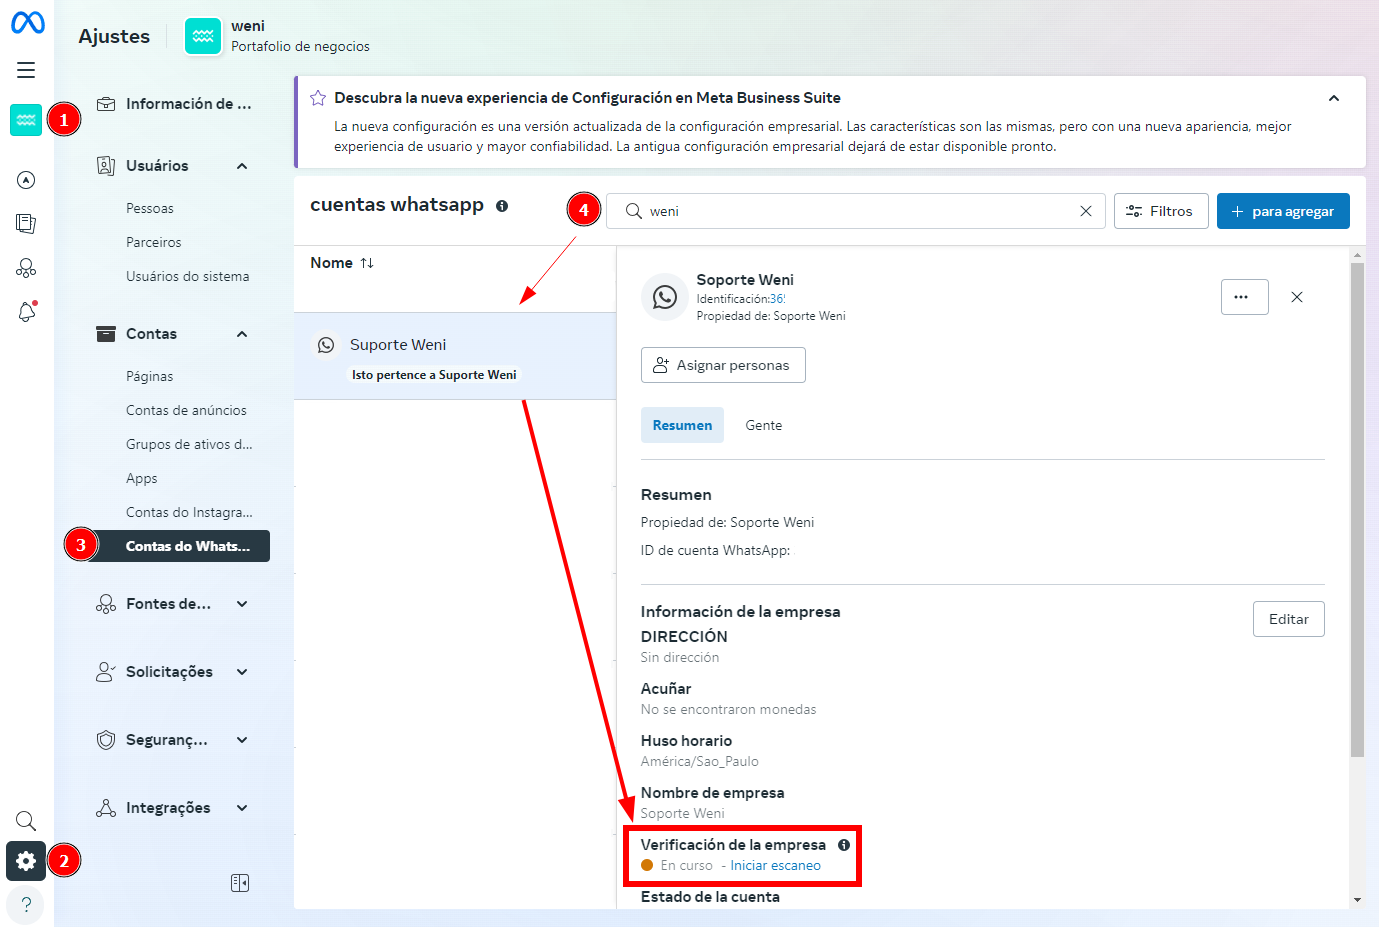 Ajustes
weni
Portafolio de negocios
1
Información de ...
Usuários
Pessoas
Parceiros
Usuários do sistema
Contas
Páginas
Contas de anúncios
Grupos de ativos d...
Apps
Contas do Instagra...
3
Contas do Whats...
Fontes de...
Solicitações
Seguranç...
Integrações
2
?
Descubra la nueva experiencia de Configuración en Meta Business Suite
La nueva configuración es una versión actualizada de la configuración empresarial. Las características son las mismas, pero con una nueva apariencia, mejor
experiencia de usuario y mayor confiabilidad. La antigua configuración empresarial dejará de estar disponible pronto.
cuentas whatsapp
4
weni
Filtros
+ para agregar
Nome
Suporte Weni
Isto pertence a Suporte Weni
Soporte Weni
Identificación:36!
Propiedad de: Soporte Weni
...
Asignar personas
Resumen
Gente
Resumen
Propiedad de: Soporte Weni
ID de cuenta WhatsApp:
Información de la empresa
Editar
DIRECCIÓN
Sin dirección
Acuñar
No se encontraron monedas
Huso horario
América/Sao_Paulo
Nombre de empresa
Soporte Weni
Verificación de la empresa
En curso - Iniciar escaneo
Estado de la cuenta